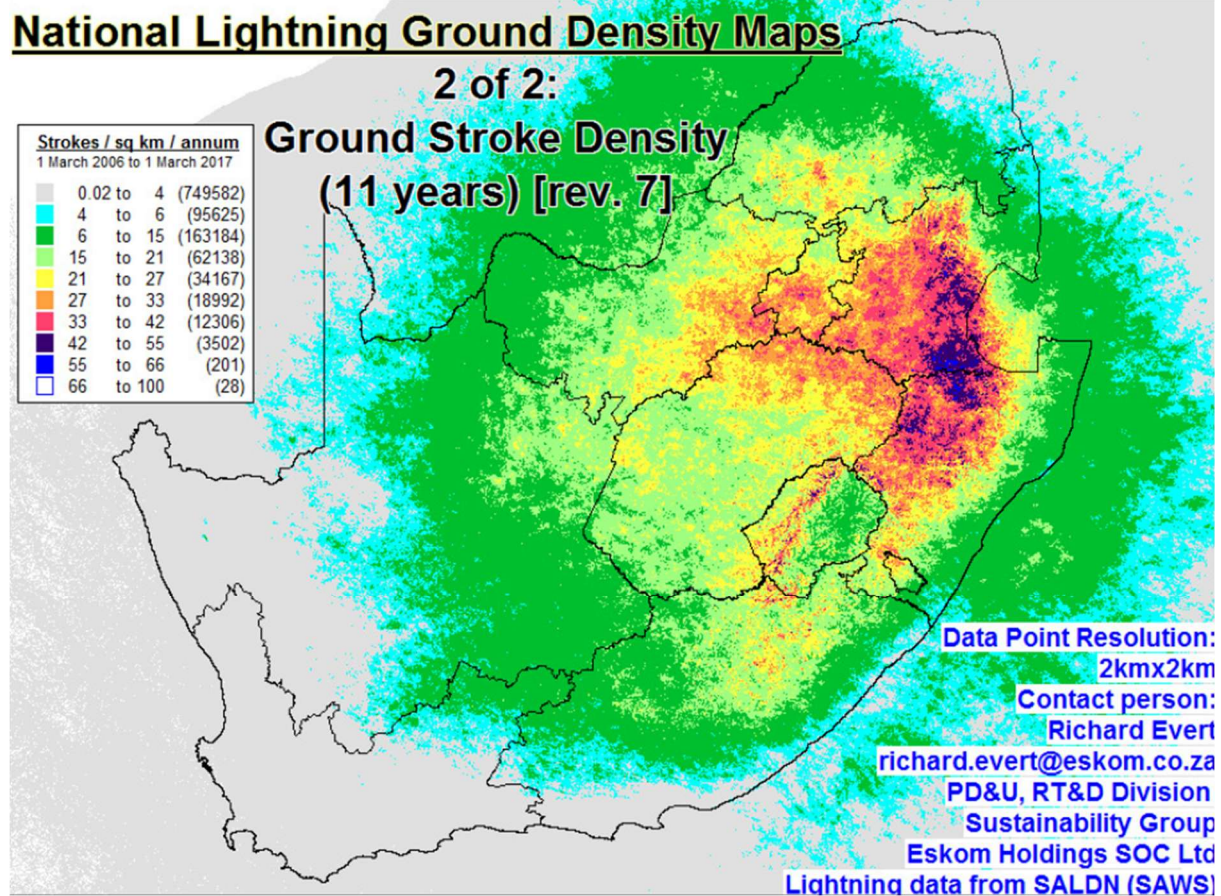 National Lightning Ground Density Maps
2 of 2:
Ground Stroke Density
(11 years) [rev. 7]
Strokes / sq km / annum
1 March 2006 to 1 March 2017
0.02 to 4 (749582)
4 to 6 (95625)
6 to 15 (163184)
15 to 21 (62138)
21 to 27 (34167)
27 to 33 (18992)
33 to 42 (12306)
42 to 55 (3502)
55 to 66 (201)
66 to 100 (28)
Data Point Resolution:
2kmx2km
Contact person:
Richard Evert
richard.evert@eskom.co.za
PD&U, RT&D Division
Sustainability Group
Eskom Holdings SOC Ltd
Lightning data from SALDN (SAWS)